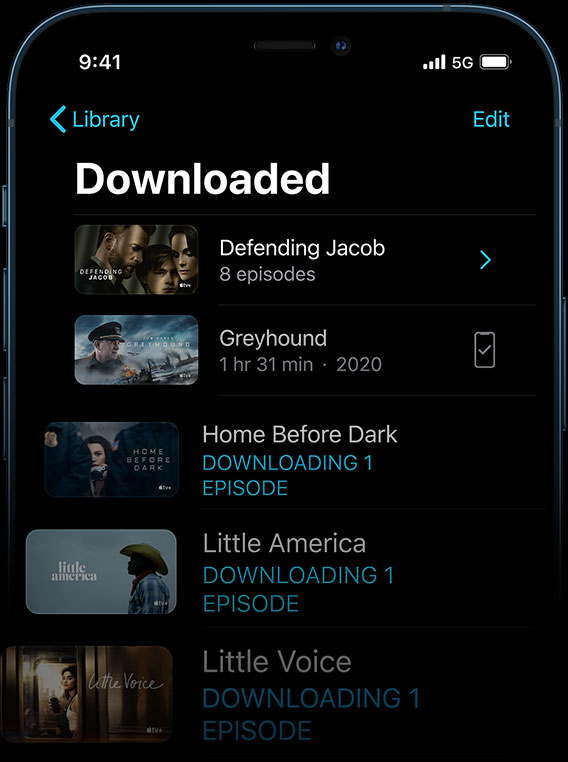 9:41
5G
Library
Edit
Downloaded
DEFENDING
JACOB
tv+
Defending Jacob
8 episodes
TOM HANKS
GREYHOUND
tv+
Greyhound
1 hr 31 min · 2020
HOME
BEFORE
DARK
tv+
Home Before Dark
DOWNLOADING 1
EPISODE
little
america
tv+
Little America
DOWNLOADING 1
EPISODE
Little Voice
tv+
Little Voice
DOWNLOADING 1
EPISODE